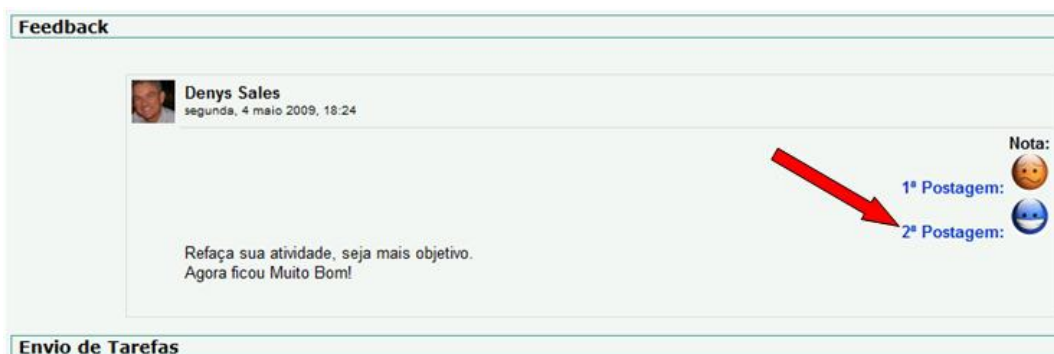 Feedback
Denys Sales
segunda, 4 maio 2009, 18:24
Nota:
1ª Postagem:
2ª Postagem:
Refaça sua atividade, seja mais objetivo.
Agora ficou Muito Bom!
Envio de Tarefas